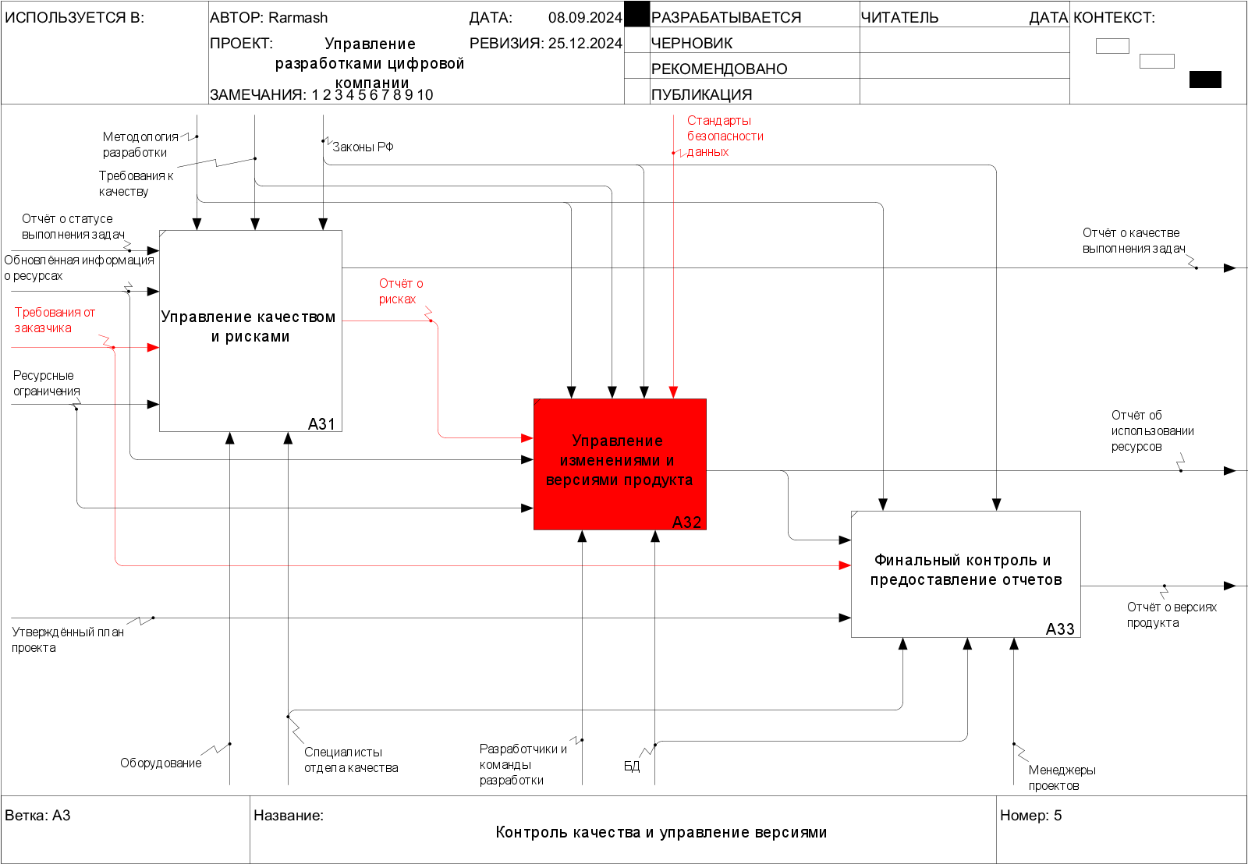 ИСПОЛЬЗУЕТСЯ В:
АВТОР: Rarmash
ДАТА: 08.09.2024
РАЗРАБАТЫВАЕТСЯ
ЧИТАТЕЛЬ
ДАТА
КОНТЕКСТ:
ПРОЕКТ: Управление
разработками цифровой
компании
РЕВИЗИЯ: 25.12.2024
ЧЕРНОВИК
РЕКОМЕНДОВАНО
ЗАМЕЧАНИЯ: 1 2 3 4 5 6 7 8 9 10
ПУБЛИКАЦИЯ
Методология
разработки
Законы РФ
Стандарты
безопасности
данных
Требования к
качеству
Отчёт о статусе
выполнения задач
Отчёт о качестве
выполнения задач
Обновлённая информация
о ресурсах
Отчёт о
рисках
Требования от
заказчика
Управление качеством
и рисками
A31
Ресурсные
ограничения
Управление
изменениями и
версиями продукта
A32
Отчёт об
использовании
ресурсов
Финальный контроль и
предоставление отчетов
A33
Отчёт о версиях
продукта
Утверждённый план
проекта
Оборудование
Специалисты
отдела качества
Разработчики и
команды
разработки
БД
Менеджеры
проектов
Ветка: A3
Название:
Контроль качества и управление версиями
Номер: 5